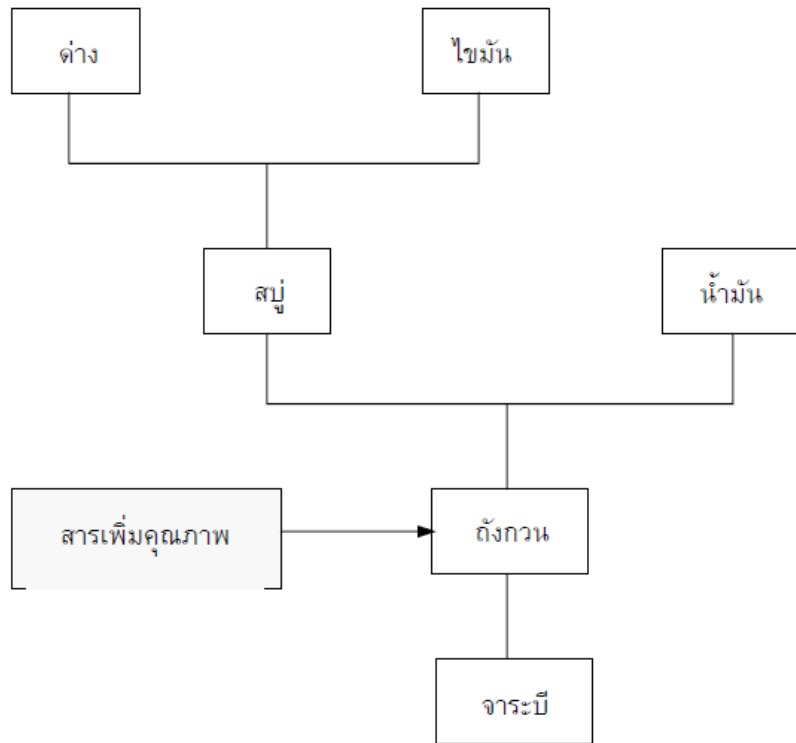 ด่าง
ไขมัน
สบู่
น้ำมัน
สารเพิ่มคุณภาพ
ถังกวน
จาระบี